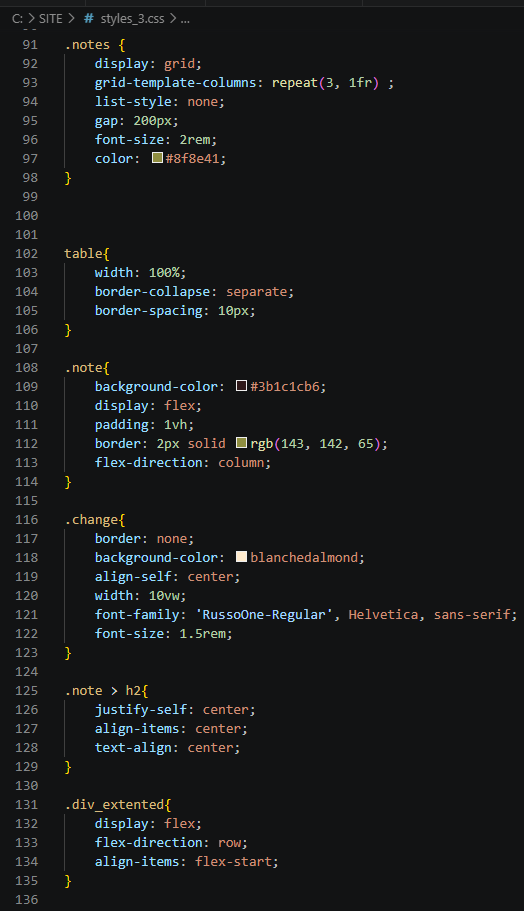 C: > SITE > # styles_3.css > ...
91 .notes {
92 display: grid;
93 grid-template-columns: repeat(3, 1fr) ;
94 list-style: none;
95 gap: 200px;
96 font-size: 2rem;
97 color: #8f8e41;
98 }
99
100
101
102 table{
103 width: 100%;
104 border-collapse: separate;
105 border-spacing: 10px;
106 }
107
108 .note{
109 background-color: #3b1c1cb6;
110 display: flex;
111 padding: 1vh;
112 border: 2px solid rgb(143, 142, 65);
113 flex-direction: column;
114 }
115
116 .change{
117 border: none;
118 background-color: blanchedalmond;
119 align-self: center;
120 width: 10vw;
121 font-family: 'RussoOne-Regular', Helvetica, sans-serif;
122 font-size: 1.5rem;
123 }
124
125 .note > h2{
126 justify-self: center;
127 align-items: center;
128 text-align: center;
129 }
130
131 .div_extented{
132 display: flex;
133 flex-direction: row;
134 align-items: flex-start;
135 }
136